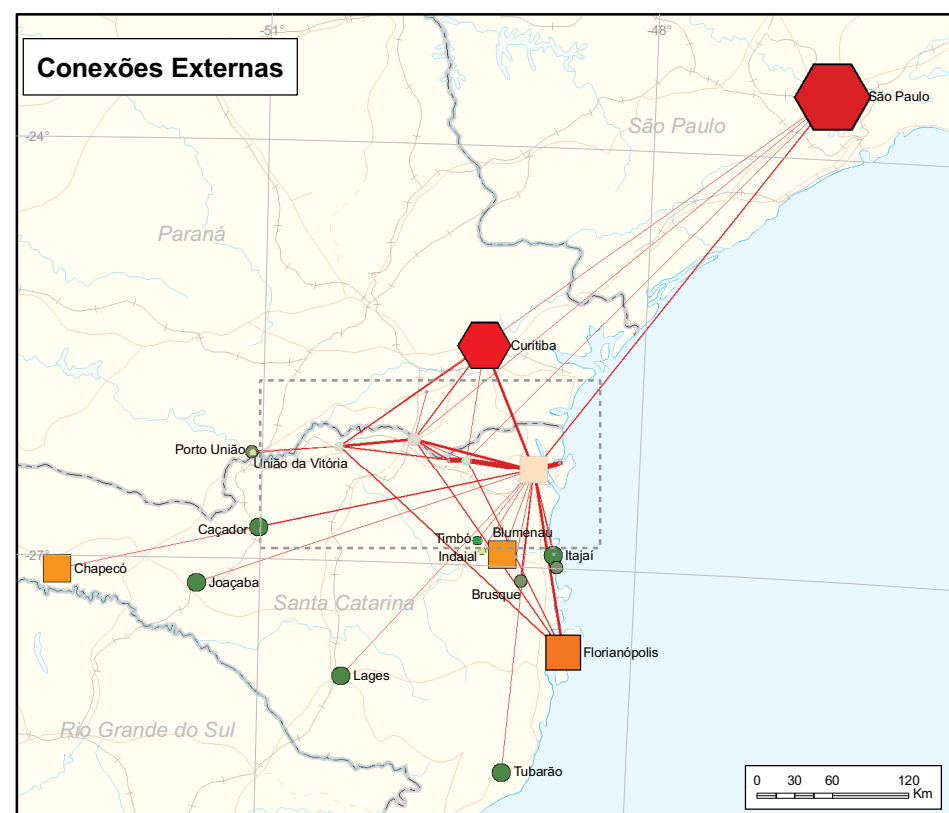 -51°
-48°
Conexões Externas
São Paulo
São Paulo
-24°
Paraná
Curitiba
Porto União
União da Vitória
Caçador
Timbó
Blumenau
Indaial
Itajaí
-27°
Chapecó
Joaçaba
Brusque
Santa Catarina
Florianópolis
Lages
Rio Grande do Sul
Tubarão
0 30 60 120
Km